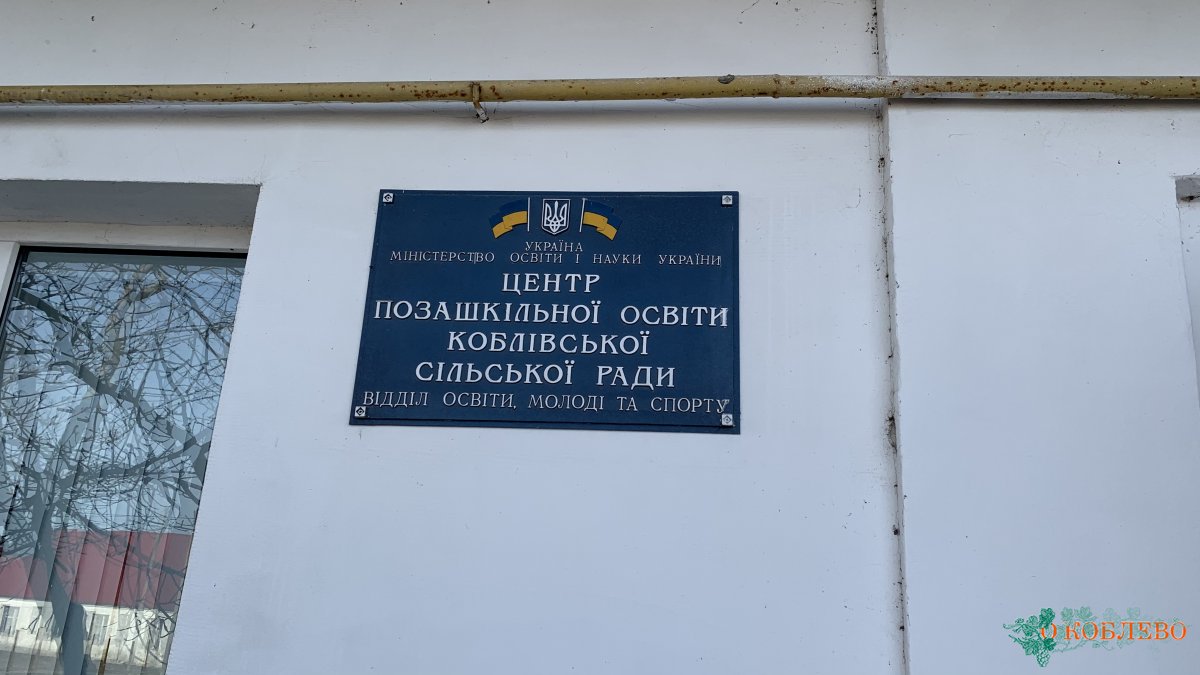 УКРАЇНА
МІНІСТЕРСТВО ОСВІТИ І НАУКИ УКРАЇНИ
ЦЕНТР
ПОЗАШКІЛЬНОЇ ОСВІТИ
КОБЛІВСЬКОЇ
СІЛЬСЬКОЇ РАДИ
ВІДДІЛ ОСВІТИ, МОЛОДІ ТА СПОРТУ
О КОБЛЕВО